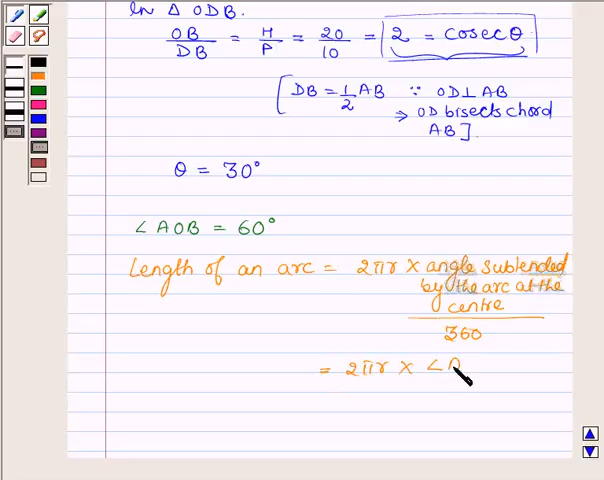 In Δ ODB.
OB/DB = H/P = 20/10 = 2 = cosecθ
[DB = 1/2 AB ∵ OD⊥AB
⇒ OD bisects chord
AB].
θ = 30°
∠AOB = 60°
Length of an arc = 2πr × angle subtended
by the arc at the
centre
360
= 2πr × ∠A